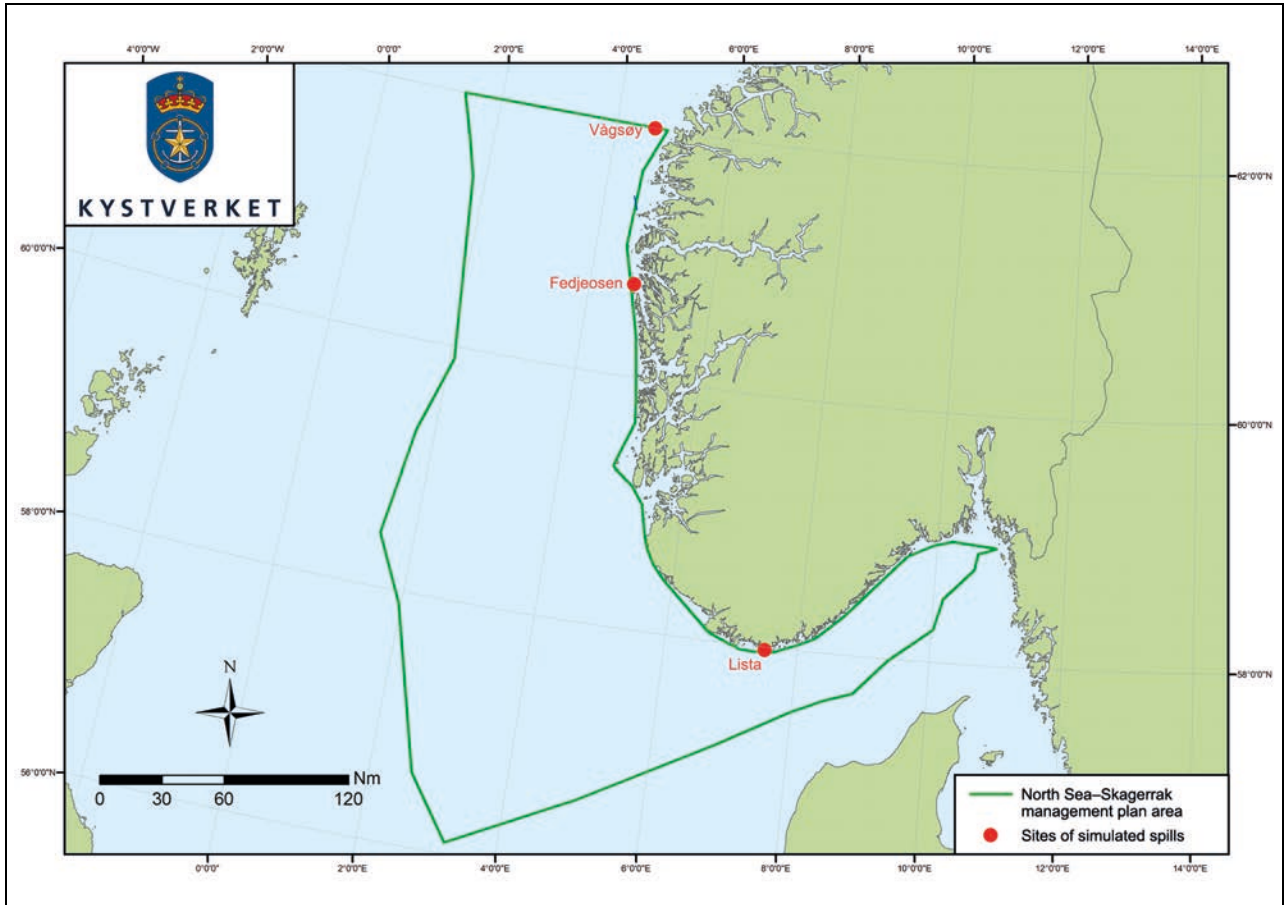 4°0'0"W 2°0'0"W 0°0'0 2°0'0"E 4°0'0"E 6°0'0"E 8°0'0"E 10°0'0"E 12°0'0"E 14°0'0"E
KYSTVERKET
Vågsøy
62°0'0"N
60°0'0"N
Fedjeosen
60°0'0"N
58°0'0"N
Lista
58°0'0"N
N
56°0'0"N
Nm
0 30 60 120
North Sea–Skagerrak
management plan area
Sites of simulated spills
0°0'0" 2°0'0"E 4°0'0"E 6°0'0"E 8°0'0"E 10°0'0"E 12°0'0"E 14°0'0"E